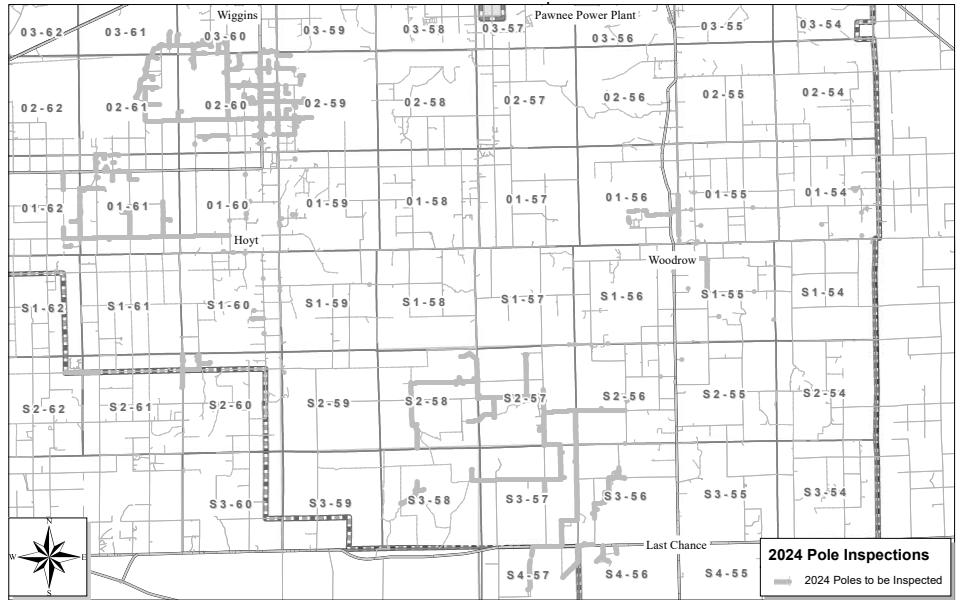 Wiggins
Pawnee Power Plant
03-62 03-61 03-60 03-59 03-57 03-56 03-55 03-54
02-62 02-61 02-60 02-59 02-58 02-57 02-56 02-55 02-54
01-62 01-61 01-60 01-59 01-58 01-57 01-56 01-55 01-54
Hoyt
Woodrow
S1-62 S1-61 S1-60 S1-59 S1-58 S1-57 S1-56 S1-55 S1-54
S2-62 S2-61 S2-60 S2-59 S2-58 S2-57 S2-56 S2-55 S2-54
S3-60 S3-59 S3-58 S3-57 S3-56 S3-55 S3-54
Last Chance
S4-57 S4-56 S4-55
N
W E
S
2024 Pole Inspections
2024 Poles to be Inspected